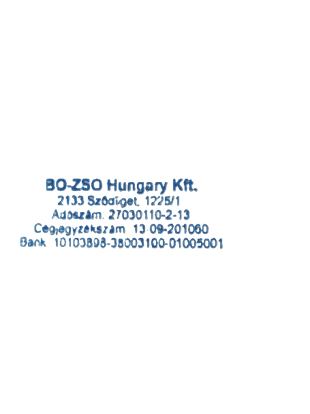 BO-ZSO Hungary Kft.
2133 Sződliget, 1225/1
Adószám: 27030110-2-13
Cégjegyzékszám: 13-09-201060
Bank: 10103898-38003100-01005001